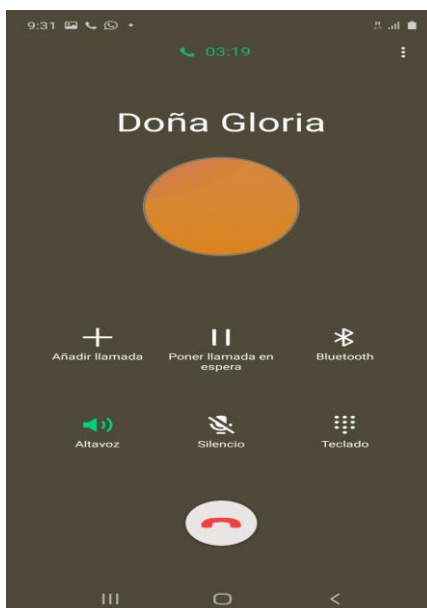 9:31
03:19
Doña Gloria
Añadir llamada
Poner llamada en
espera
Bluetooth
Altavoz
Silencio
Teclado